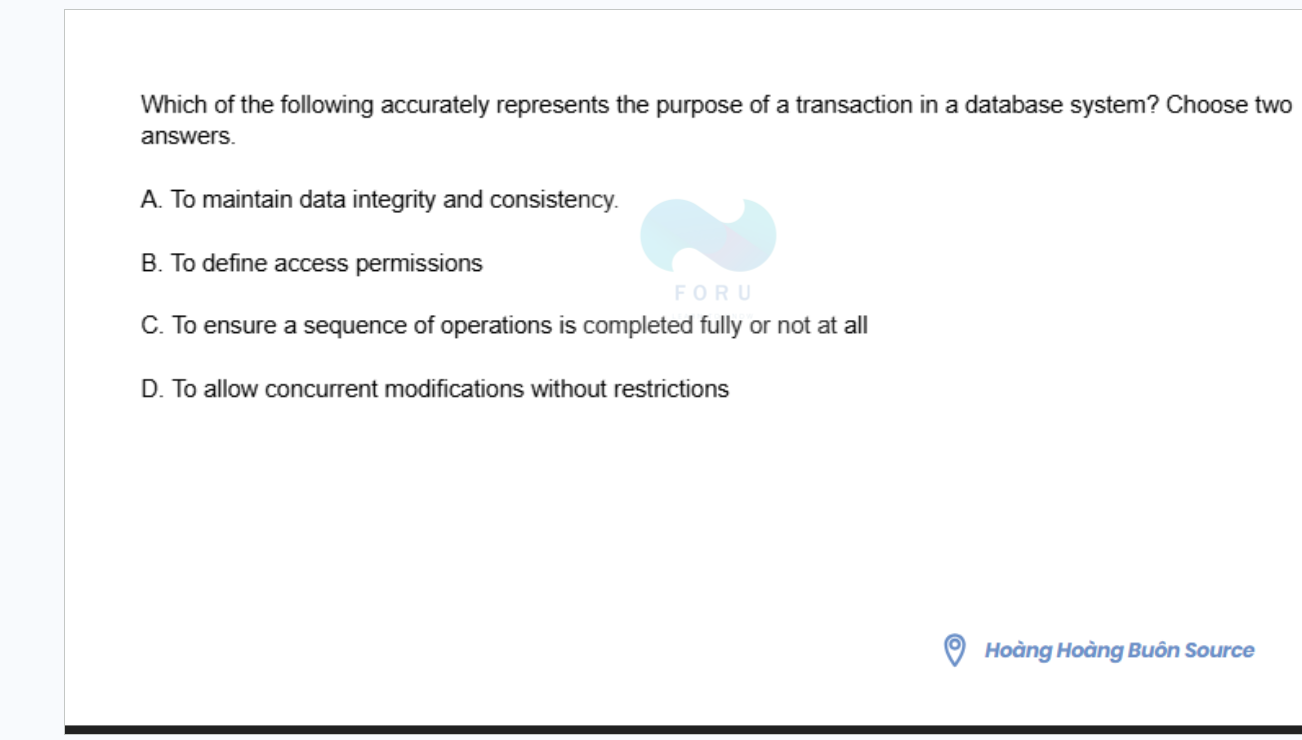 Which of the following accurately represents the purpose of a transaction in a database system? Choose two
answers.
A. To maintain data integrity and consistency.
B. To define access permissions
FORU
C. To ensure a sequence of operations is completed fully or not at all
D. To allow concurrent modifications without restrictions
Hoàng Hoàng Buôn Source